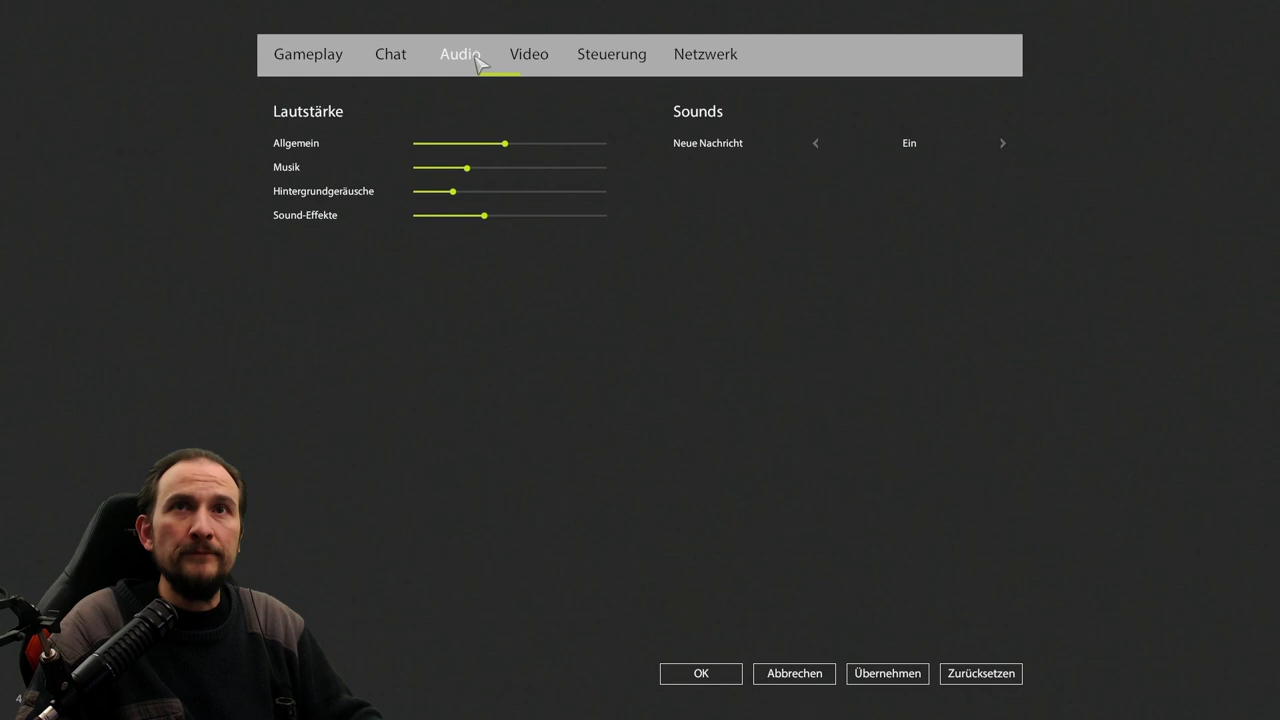 Gameplay Chat Audio Video Steuerung Netzwerk
Lautstärke
Allgemein
Musik
Hintergrundgeräusche
Sound-Effekte
Sounds
Neue Nachricht Ein
OK Abbrechen Übernehmen Zurücksetzen
4